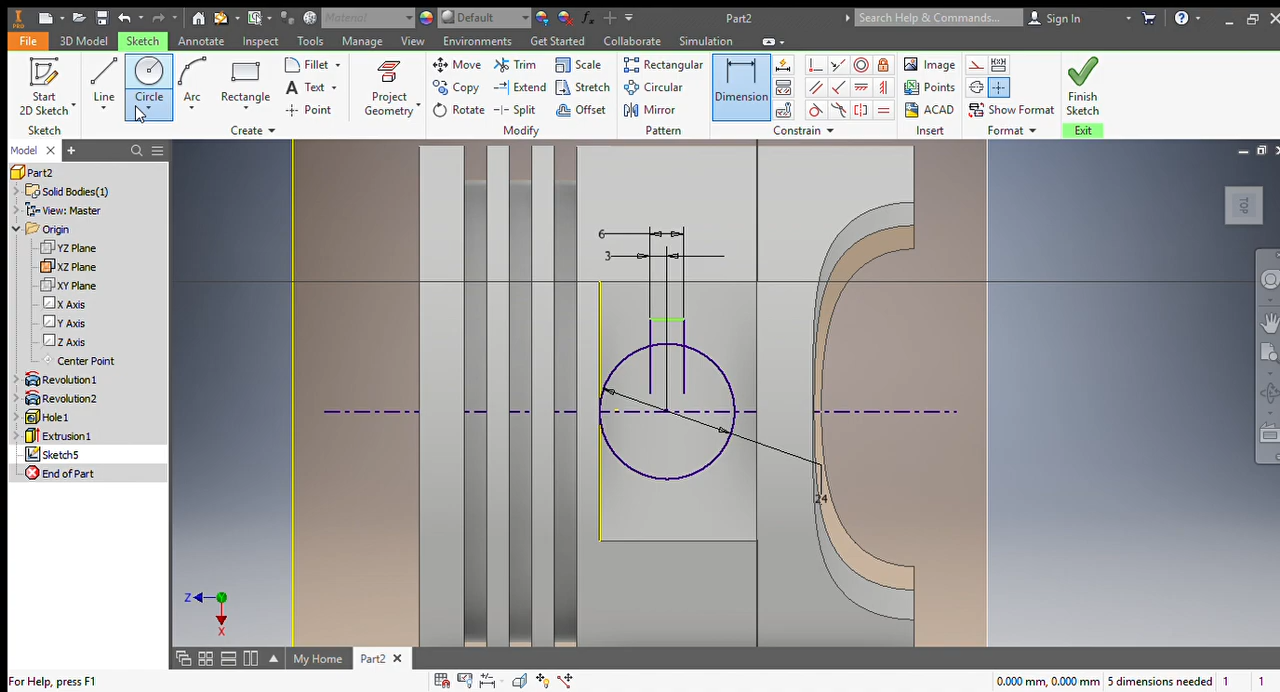 PRO
Material
Default
Part2
Search Help & Commands...
Sign In
File
3D Model
Sketch
Annotate
Inspect
Tools
Manage
View
Environments
Get Started
Collaborate
Simulation
Start
2D Sketch
Line
Circle
Arc
Rectangle
Fillet
Text
Point
Project
Geometry
Move
Copy
Rotate
Trim
Extend
Split
Scale
Stretch
Offset
Rectangular
Circular
Mirror
Dimension
Image
Points
ACAD
Show Format
Finish
Sketch
Sketch
Create
Modify
Pattern
Constrain
Insert
Format
Exit
Model
Part2
Solid Bodies(1)
View: Master
Origin
YZ Plane
XZ Plane
XY Plane
X Axis
Y Axis
Z Axis
Center Point
Revolution1
Revolution2
Hole1
Extrusion1
Sketch5
End of Part
TOP
6
3
24
Z
Y
X
My Home
Part2
For Help, press F1
0.000 mm, 0.000 mm
5 dimensions needed
1
1